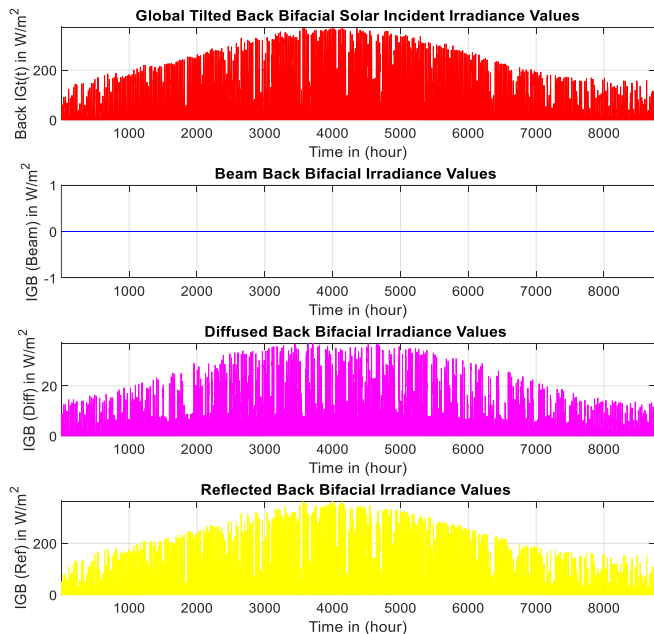 Global Tilted Back Bifacial Solar Incident Irradiance Values
Back IGt(t) in W/m²
200
0
1000 2000 3000 4000 5000 6000 7000 8000
Time in (hour)
Beam Back Bifacial Irradiance Values
IGB (Beam) in W/m²
1
0
-1
1000 2000 3000 4000 5000 6000 7000 8000
Time in (hour)
Diffused Back Bifacial Irradiance Values
IGB (Diff) in W/m²
20
0
1000 2000 3000 4000 5000 6000 7000 8000
Time in (hour)
Reflected Back Bifacial Irradiance Values
IGB (Ref) in W/m²
200
0
1000 2000 3000 4000 5000 6000 7000 8000
Time in (hour)